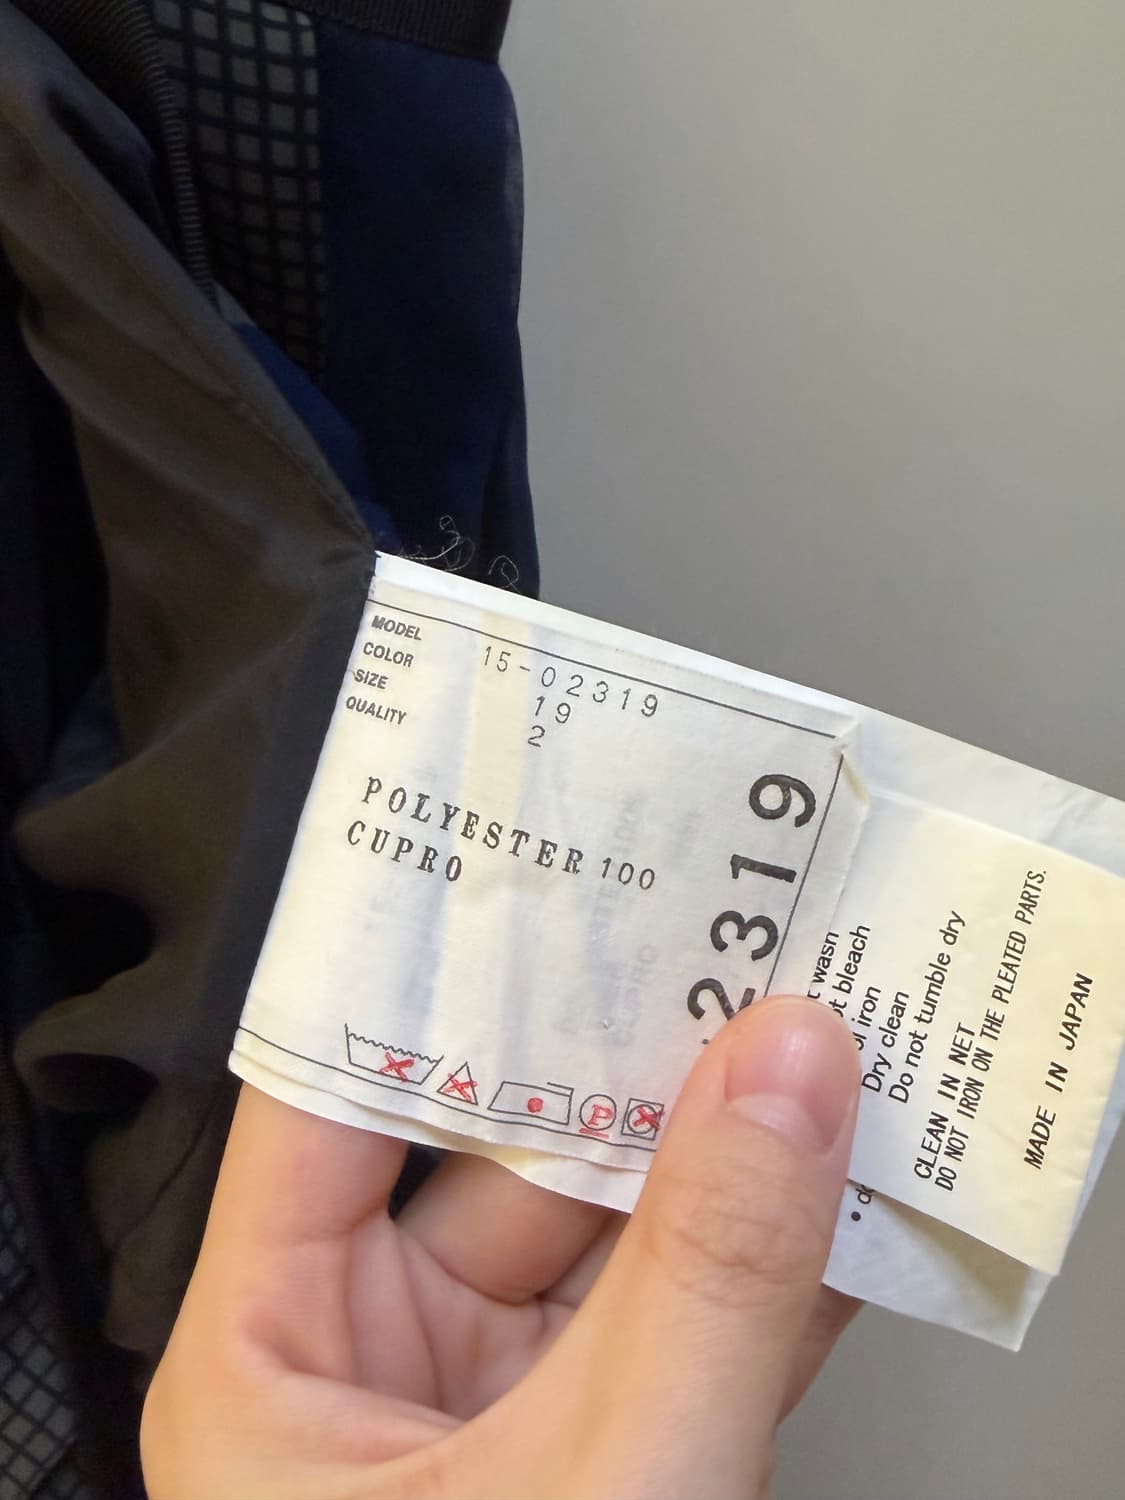 MODEL 15-02319
COLOR 19
SIZE 2
QUALITY
POLYESTER 100
CUPRO
2319
P
bleach
iron
Dry clean
Do not tumble dry
CLEAN IN NET
DO NOT IRON ON THE PLEATED PARTS.
MADE IN JAPAN